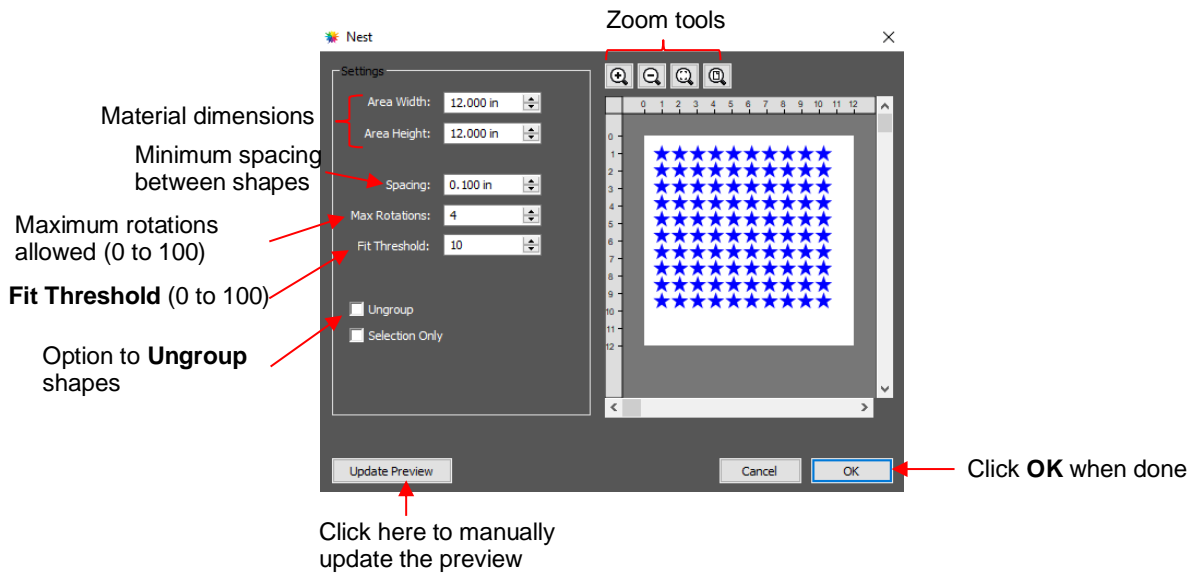 Zoom tools
Nest
Settings
Material dimensions
Area Width: 12.000 in
Area Height: 12.000 in
Minimum spacing
between shapes
Spacing: 0.100 in
Maximum rotations
allowed (0 to 100)
Max Rotations: 4
Fit Threshold (0 to 100)
Fit Threshold: 10
Option to Ungroup
shapes
Ungroup
Selection Only
0 1 2 3 4 5 6 7 8 9 10 11 12
0
1
2
3
4
5
6
7
8
9
10
11
12
Update Preview
Cancel
OK
Click OK when done
Click here to manually
update the preview